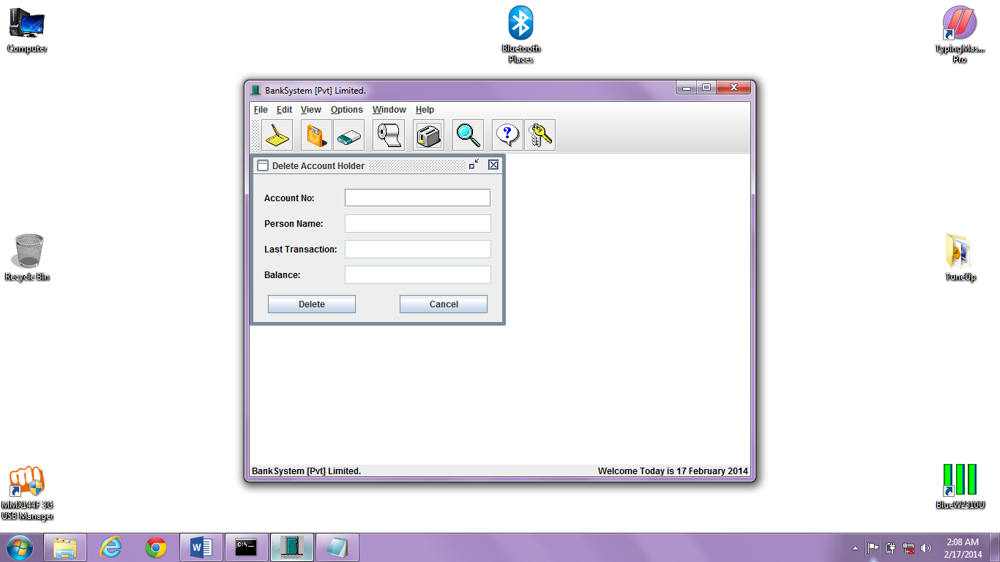 Computer
Bluetooth
Places
TypingMas...
Pro
BankSystem [Pvt] Limited.
File Edit View Options Window Help
Delete Account Holder
Account No:
Person Name:
Last Transaction:
Balance:
Delete Cancel
Recycle Bin
TuneUp
BankSystem [Pvt] Limited. Welcome Today is 17 February 2014
MMX144F 3G
USB Manager
BlueW2310U
C:\
2:08 AM
2/17/2014